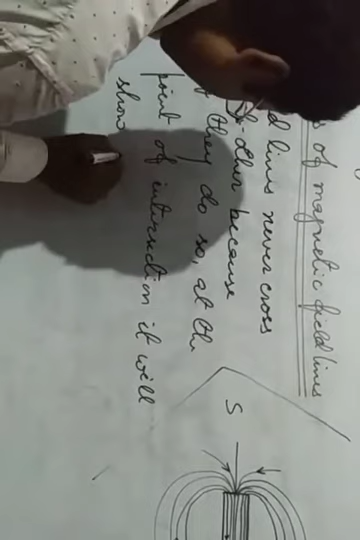 of magnetic field lines
lines never cross
other because
they do so, at the
point of intersection it will
show
S